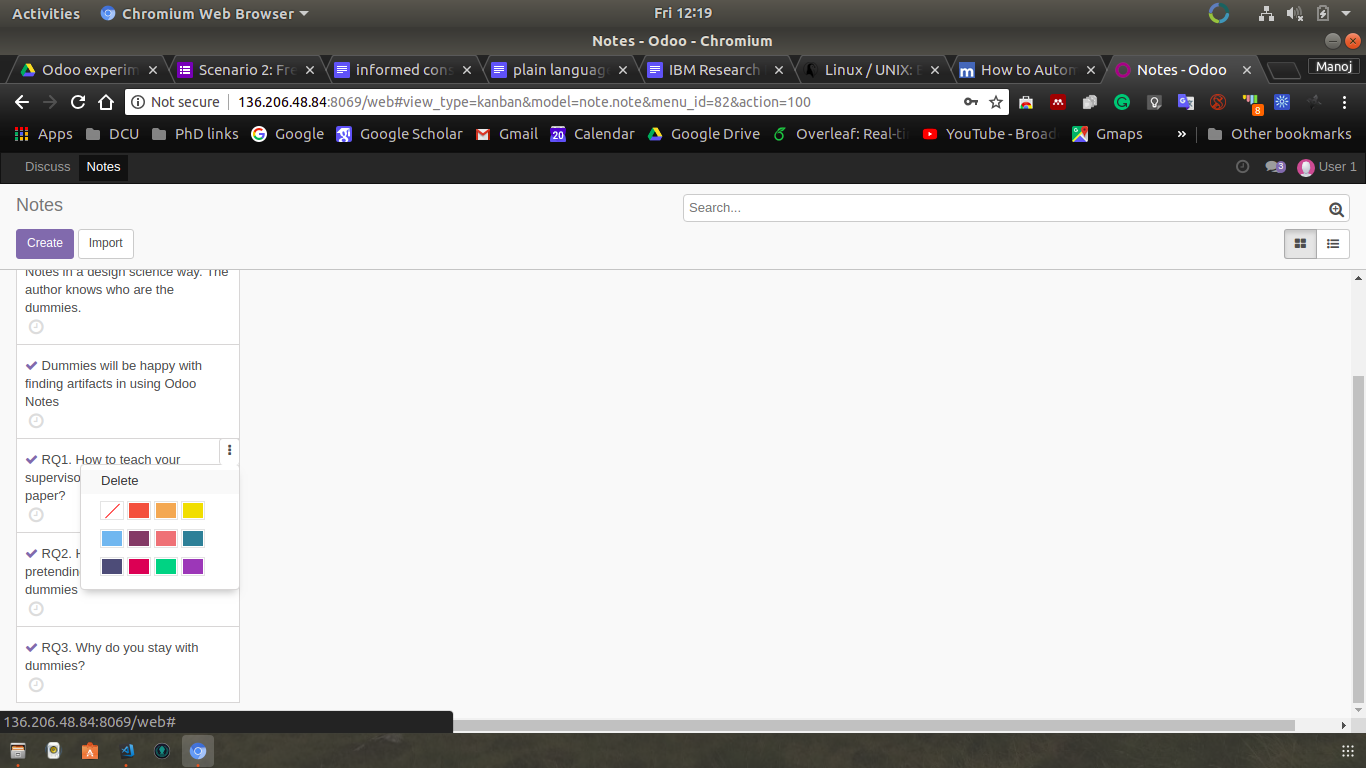 Activities
Chromium Web Browser
Fri 12:19
Notes - Odoo - Chromium
Odoo experim
Scenario 2: Fre
informed cons
plain language
IBM Research
Linux / UNIX: E
How to Autom
Notes - Odoo
Manoj
Not secure
136.206.48.84:8069/web#view_type=kanban&model=note.note&menu_id=82&action=100
8
Apps
DCU
PhD links
Google
Google Scholar
Gmail
20
Calendar
Google Drive
Overleaf: Real-ti
YouTube - Broad
Gmaps
»
Other bookmarks
Discuss
Notes
3
User 1
Notes
Search...
Create
Import
Notes in a design science way. The
author knows who are the
dummies.
Dummies will be happy with
finding artifacts in using Odoo
Notes
RQ1. How to teach your
superviso
paper?
Delete
RQ2. H
pretending
dummies
RQ3. Why do you stay with
dummies?
136.206.48.84:8069/web#